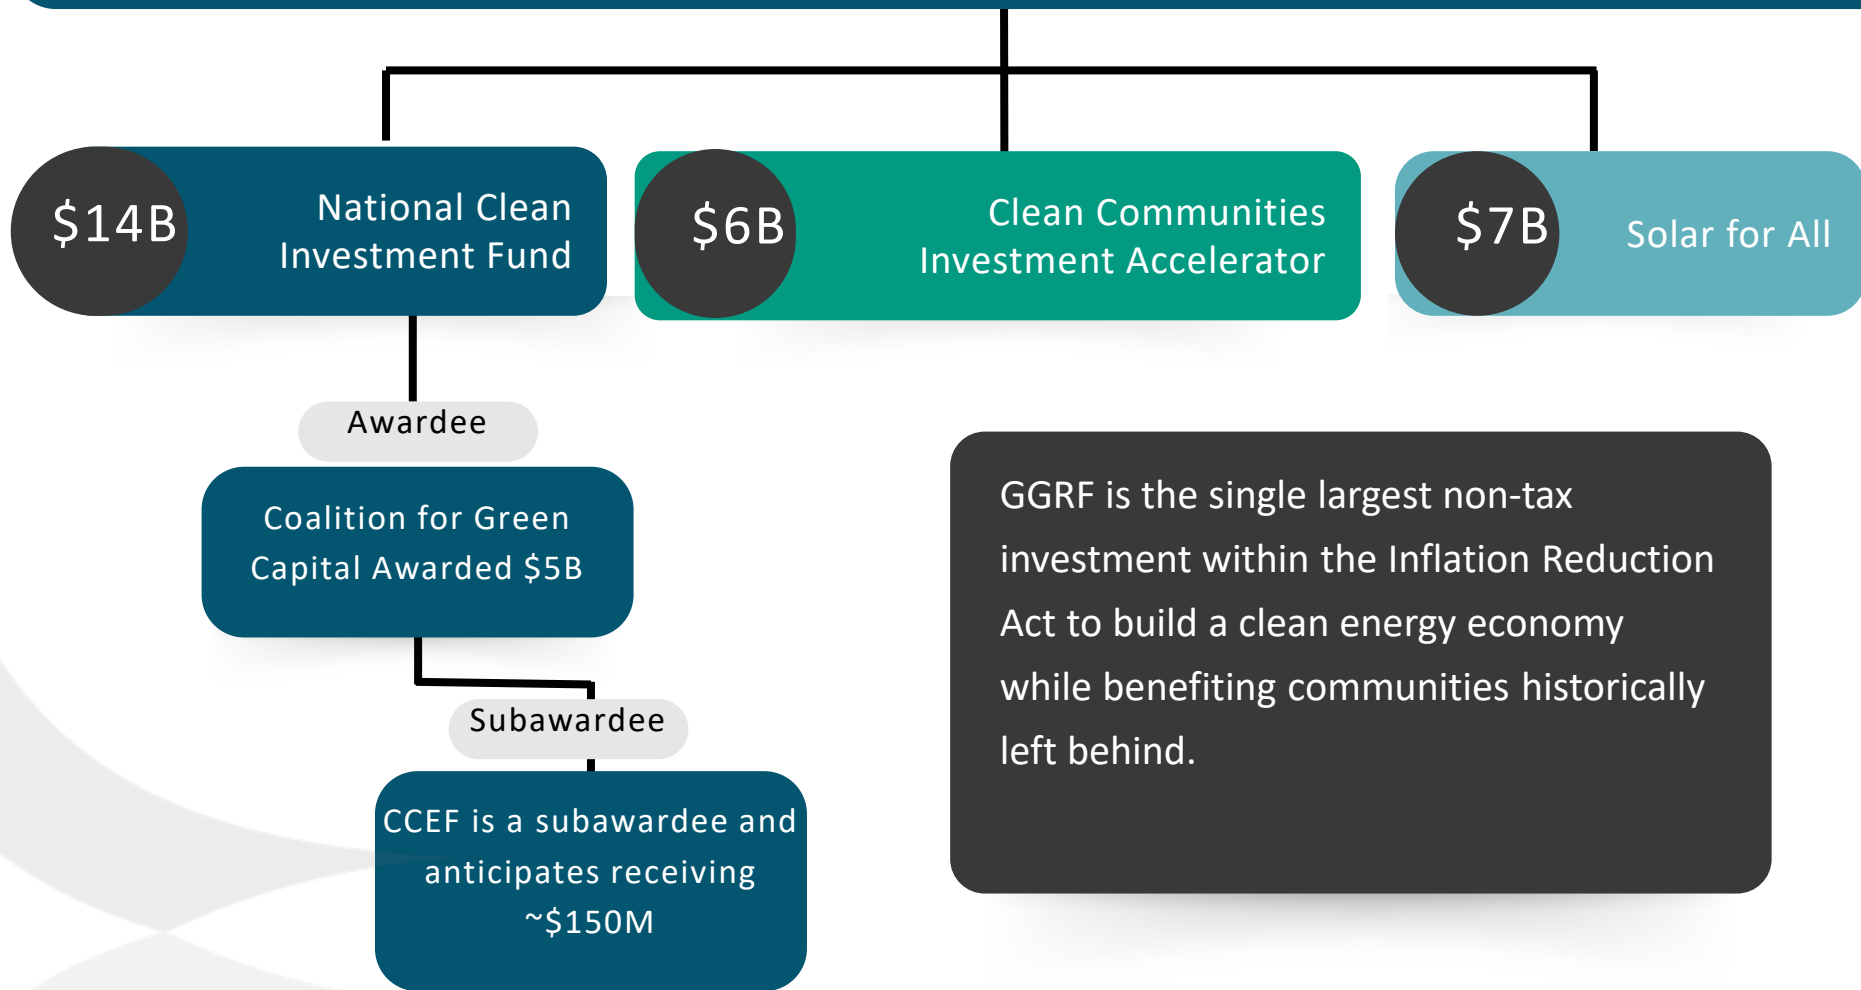 $14B
National Clean
Investment Fund
$6B
Clean Communities
Investment Accelerator
$7B
Solar for All
Awardee
Coalition for Green
Capital Awarded $5B
Subawardee
CCEF is a subawardee and
anticipates receiving
~$150M
GGRF is the single largest non-tax
investment within the Inflation Reduction
Act to build a clean energy economy
while benefiting communities historically
left behind.